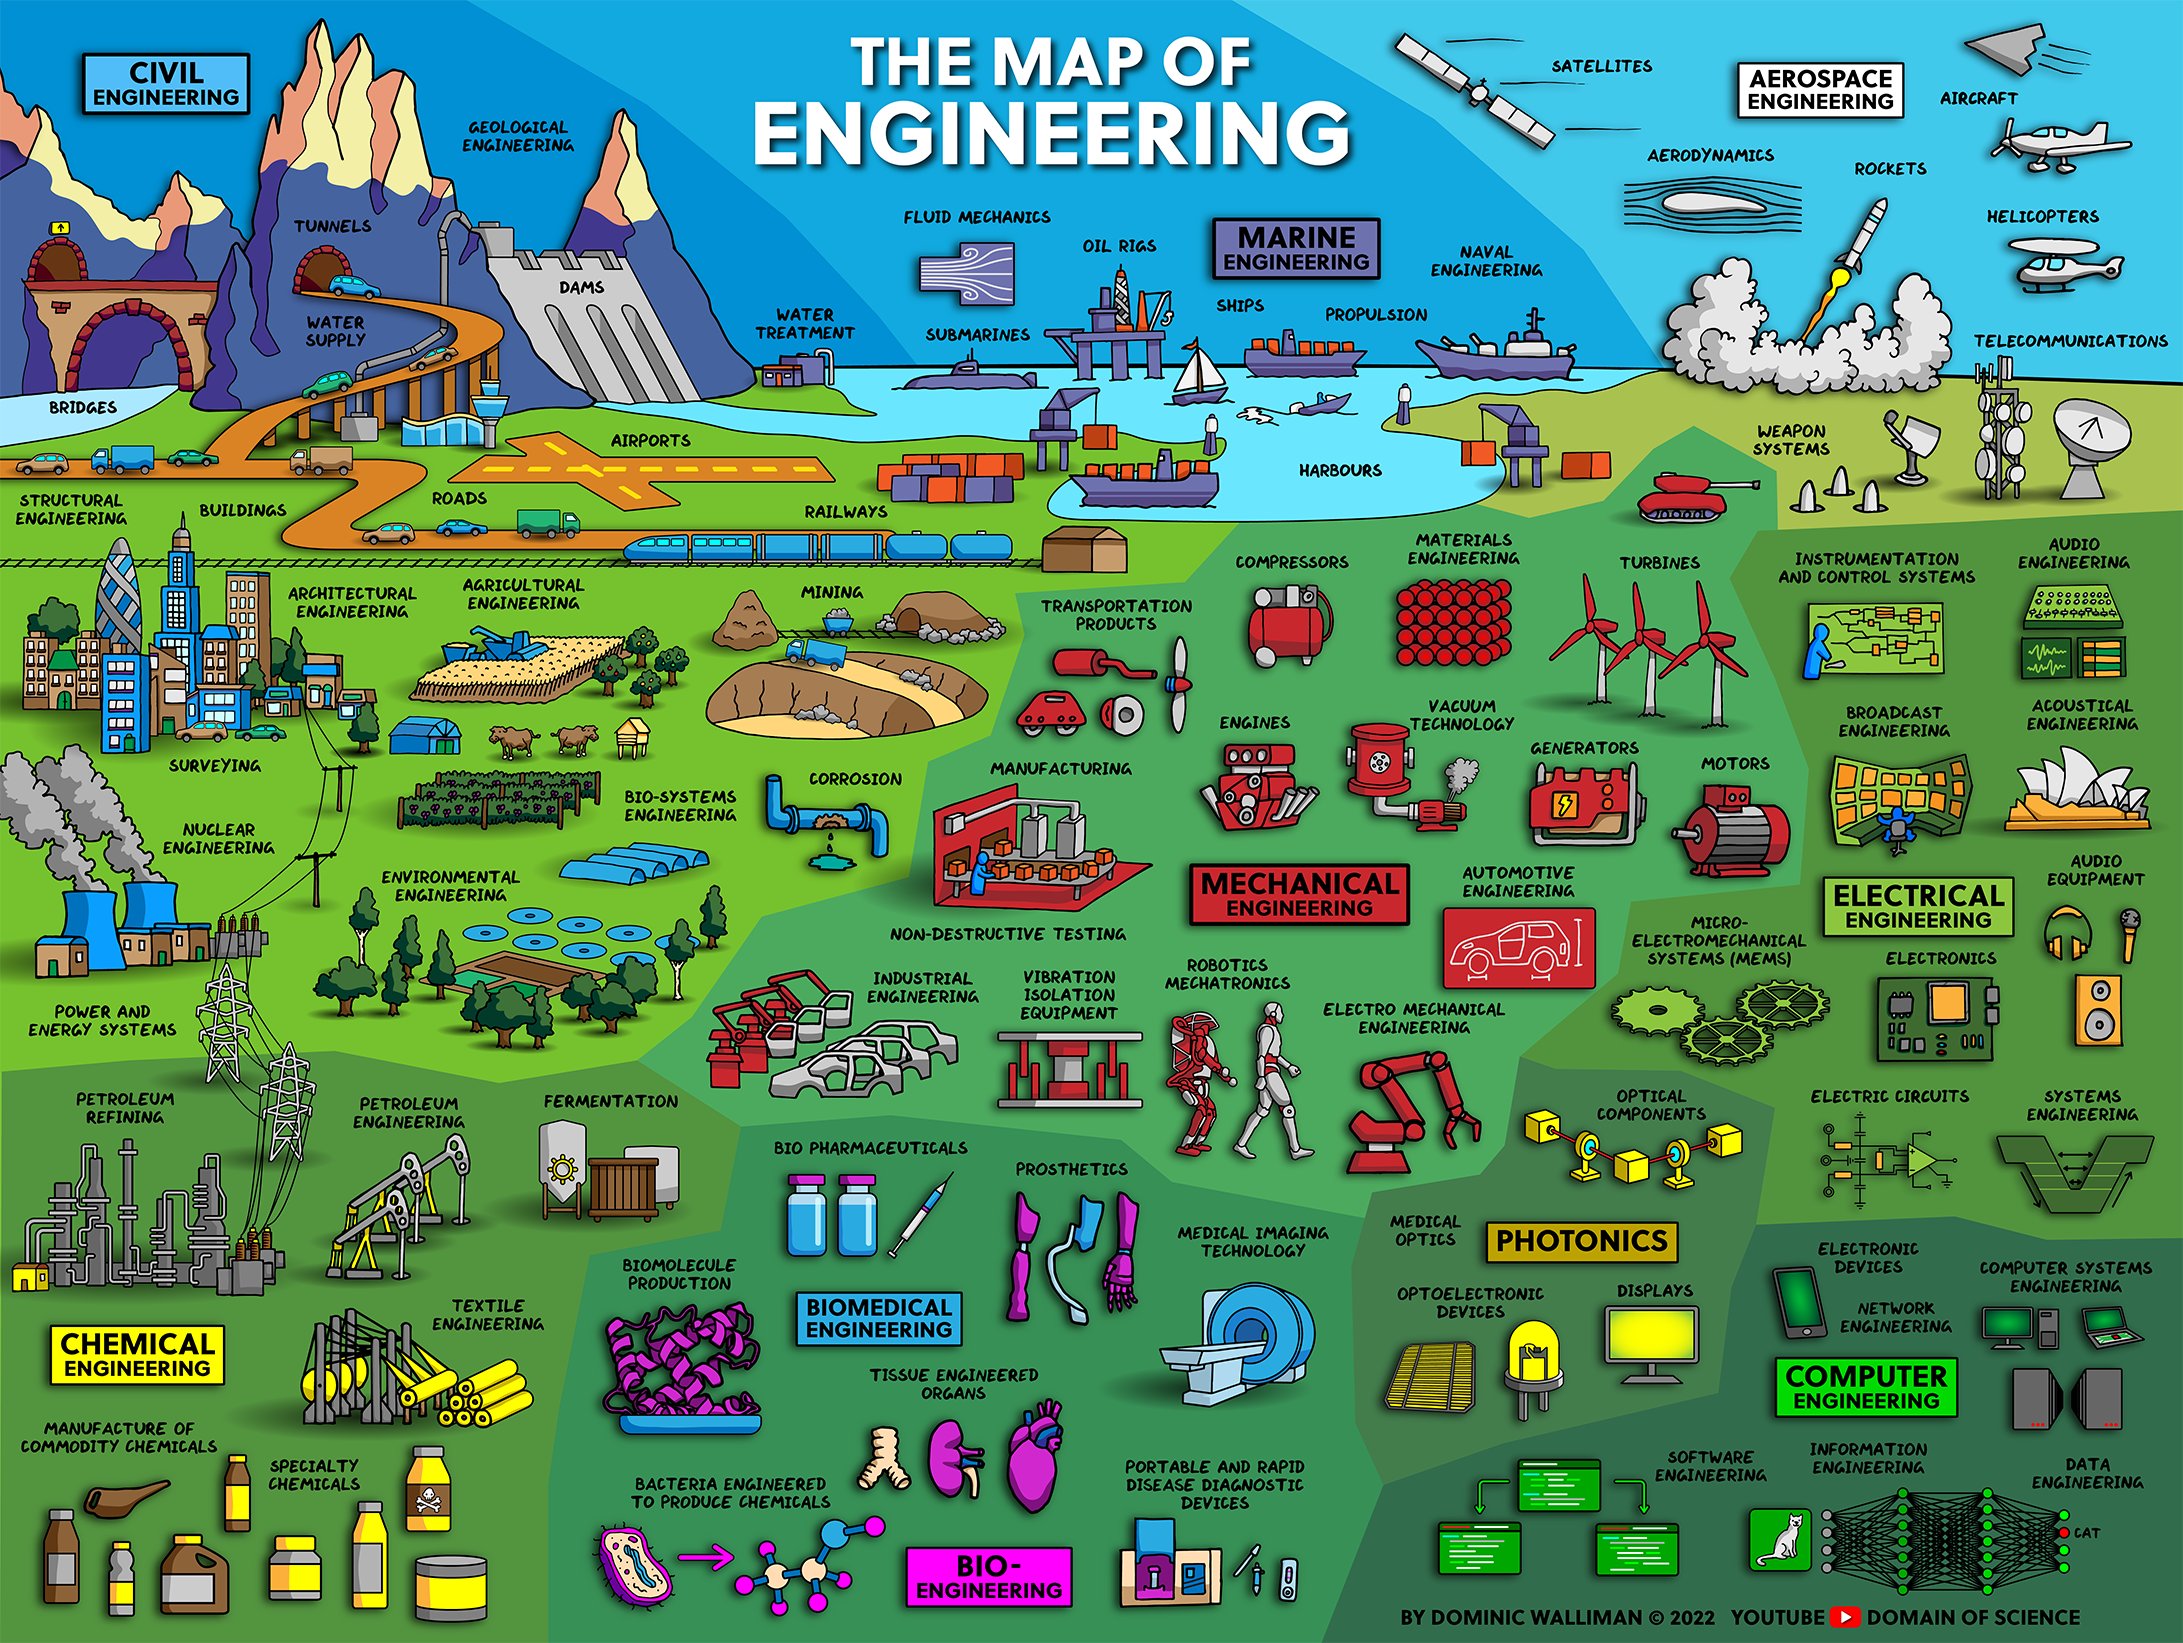 THE MAP OF
ENGINEERING
CIVIL
ENGINEERING
GEOLOGICAL
ENGINEERING
TUNNELS
WATER
SUPPLY
DAMS
WATER
TREATMENT
BRIDGES
AIRPORTS
STRUCTURAL
ENGINEERING
BUILDINGS
ROADS
RAILWAYS
ARCHITECTURAL
ENGINEERING
AGRICULTURAL
ENGINEERING
MINING
SURVEYING
NUCLEAR
ENGINEERING
BIO-SYSTEMS
ENGINEERING
CORROSION
ENVIRONMENTAL
ENGINEERING
POWER AND
ENERGY SYSTEMS
FLUID MECHANICS
OIL RIGS
MARINE
ENGINEERING
NAVAL
ENGINEERING
SUBMARINES
SHIPS
PROPULSION
HARBOURS
SATELLITES
AEROSPACE
ENGINEERING
AIRCRAFT
AERODYNAMICS
ROCKETS
HELICOPTERS
TELECOMMUNICATIONS
WEAPON
SYSTEMS
COMPRESSORS
MATERIALS
ENGINEERING
TURBINES
TRANSPORTATION
PRODUCTS
ENGINES
VACUUM
TECHNOLOGY
GENERATORS
MOTORS
MANUFACTURING
MECHANICAL
ENGINEERING
AUTOMOTIVE
ENGINEERING
NON-DESTRUCTIVE TESTING
INDUSTRIAL
ENGINEERING
VIBRATION
ISOLATION
EQUIPMENT
ROBOTICS
MECHATRONICS
ELECTRO MECHANICAL
ENGINEERING
INSTRUMENTATION
AND CONTROL SYSTEMS
AUDIO
ENGINEERING
BROADCAST
ENGINEERING
ACOUSTICAL
ENGINEERING
ELECTRICAL
ENGINEERING
AUDIO
EQUIPMENT
MICRO-
ELECTROMECHANICAL
SYSTEMS (MEMS)
ELECTRONICS
ELECTRIC CIRCUITS
SYSTEMS
ENGINEERING
PETROLEUM
REFINING
PETROLEUM
ENGINEERING
FERMENTATION
TEXTILE
ENGINEERING
CHEMICAL
ENGINEERING
MANUFACTURE OF
COMMODITY CHEMICALS
SPECIALTY
CHEMICALS
BIO PHARMACEUTICALS
PROSTHETICS
MEDICAL IMAGING
TECHNOLOGY
BIOMOLECULE
PRODUCTION
BIOMEDICAL
ENGINEERING
TISSUE ENGINEERED
ORGANS
BACTERIA ENGINEERED
TO PRODUCE CHEMICALS
PORTABLE AND RAPID
DISEASE DIAGNOSTIC
DEVICES
BIO-
ENGINEERING
OPTICAL
COMPONENTS
MEDICAL
OPTICS
PHOTONICS
OPTOELECTRONIC
DEVICES
DISPLAYS
ELECTRONIC
DEVICES
COMPUTER SYSTEMS
ENGINEERING
NETWORK
ENGINEERING
COMPUTER
ENGINEERING
SOFTWARE
ENGINEERING
INFORMATION
ENGINEERING
DATA
ENGINEERING
CAT
BY DOMINIC WALLIMAN © 2022 YOUTUBE DOMAIN OF SCIENCE